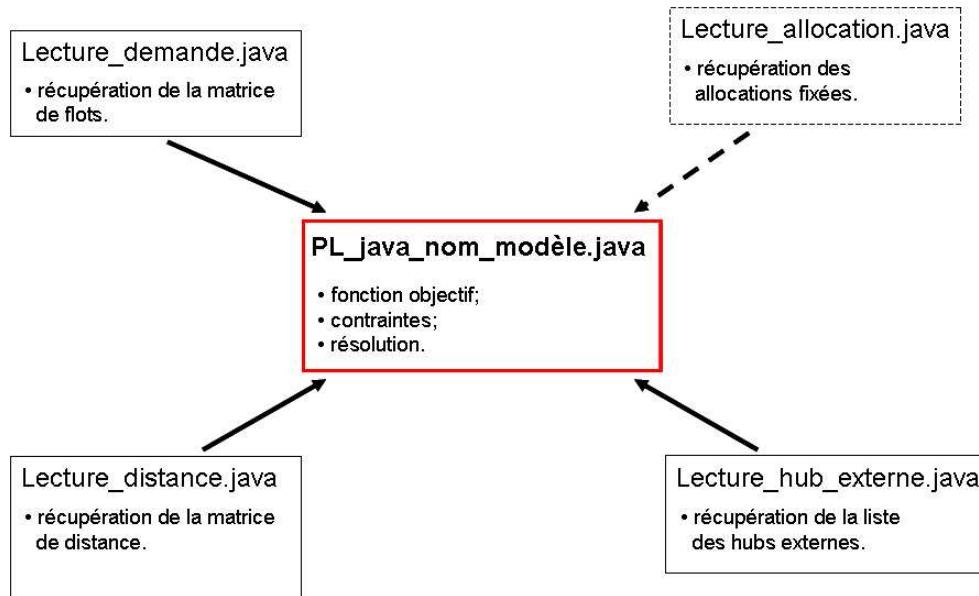 Lecture_demande.java
• récupération de la matrice
de flots.
Lecture_allocation.java
• récupération des
allocations fixées.
PL_java_nom_modèle.java
• fonction objectif;
• contraintes;
• résolution.
Lecture_distance.java
• récupération de la matrice
de distance.
Lecture_hub_externe.java
• récupération de la liste
des hubs externes.